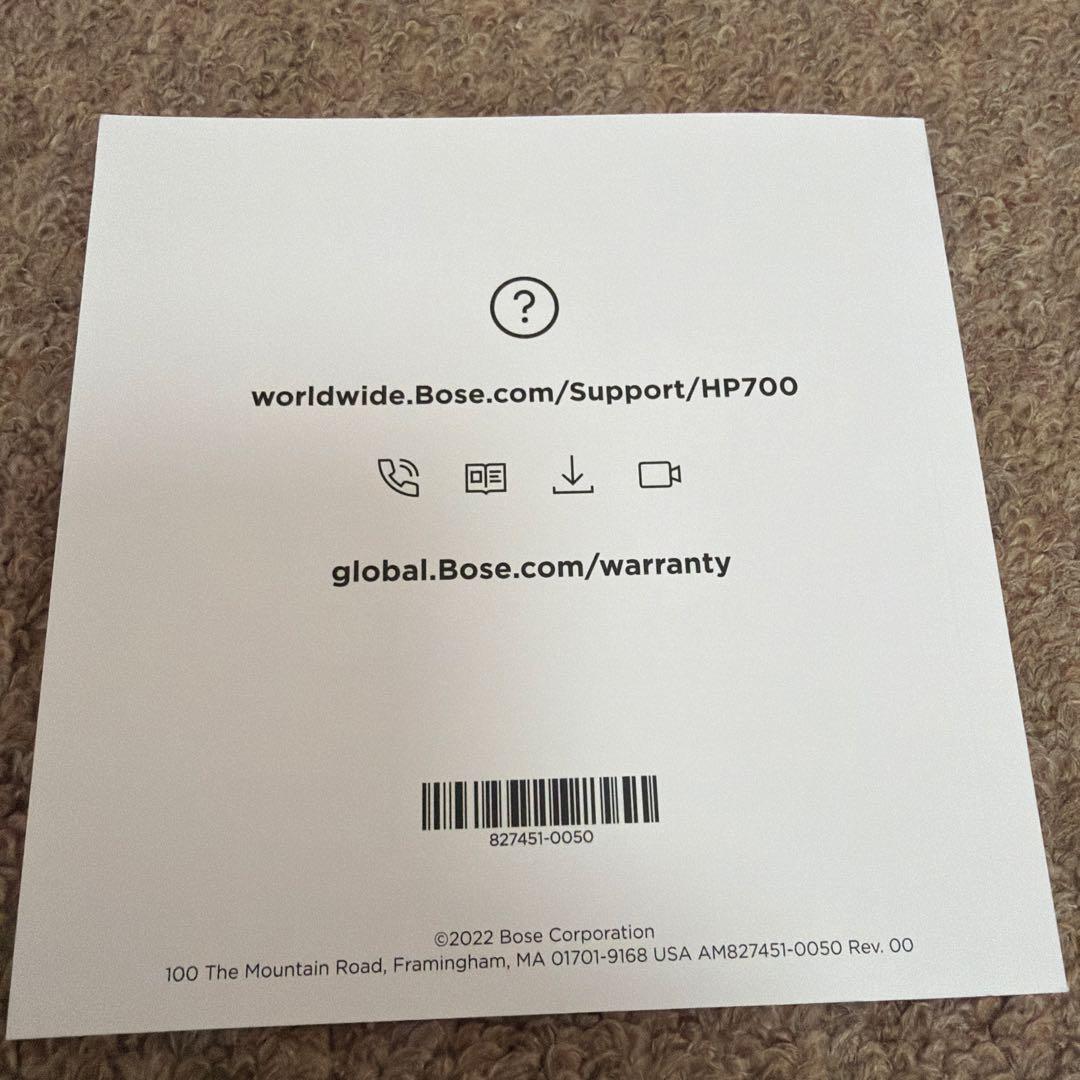 ?
worldwide.Bose.com/Support/HP700
global.Bose.com/warranty
827451-0050
©2022 Bose Corporation
100 The Mountain Road, Framingham, MA 01701-9168 USA AM827451-0050 Rev. 00